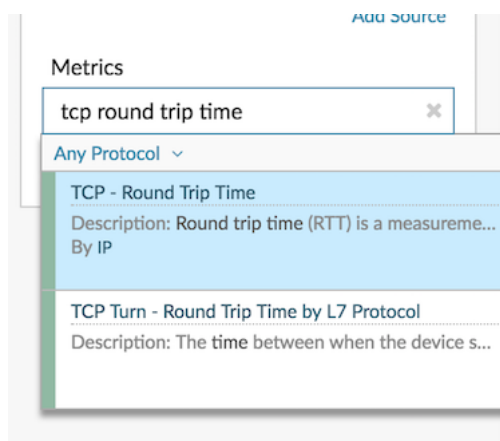 Add Source
Metrics
tcp round trip time
Any Protocol
TCP - Round Trip Time
Description: Round trip time (RTT) is a measureme...
By IP
TCP Turn - Round Trip Time by L7 Protocol
Description: The time between when the device s...